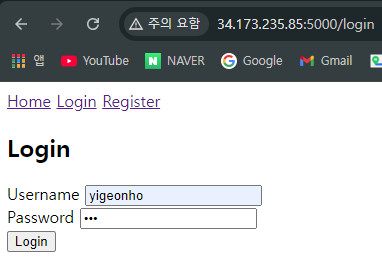 주의 요함 34.173.235.85:5000/login
앱 YouTube NAVER Google Gmail
Home Login Register
Login
Username yigeonho
Password •••
Login